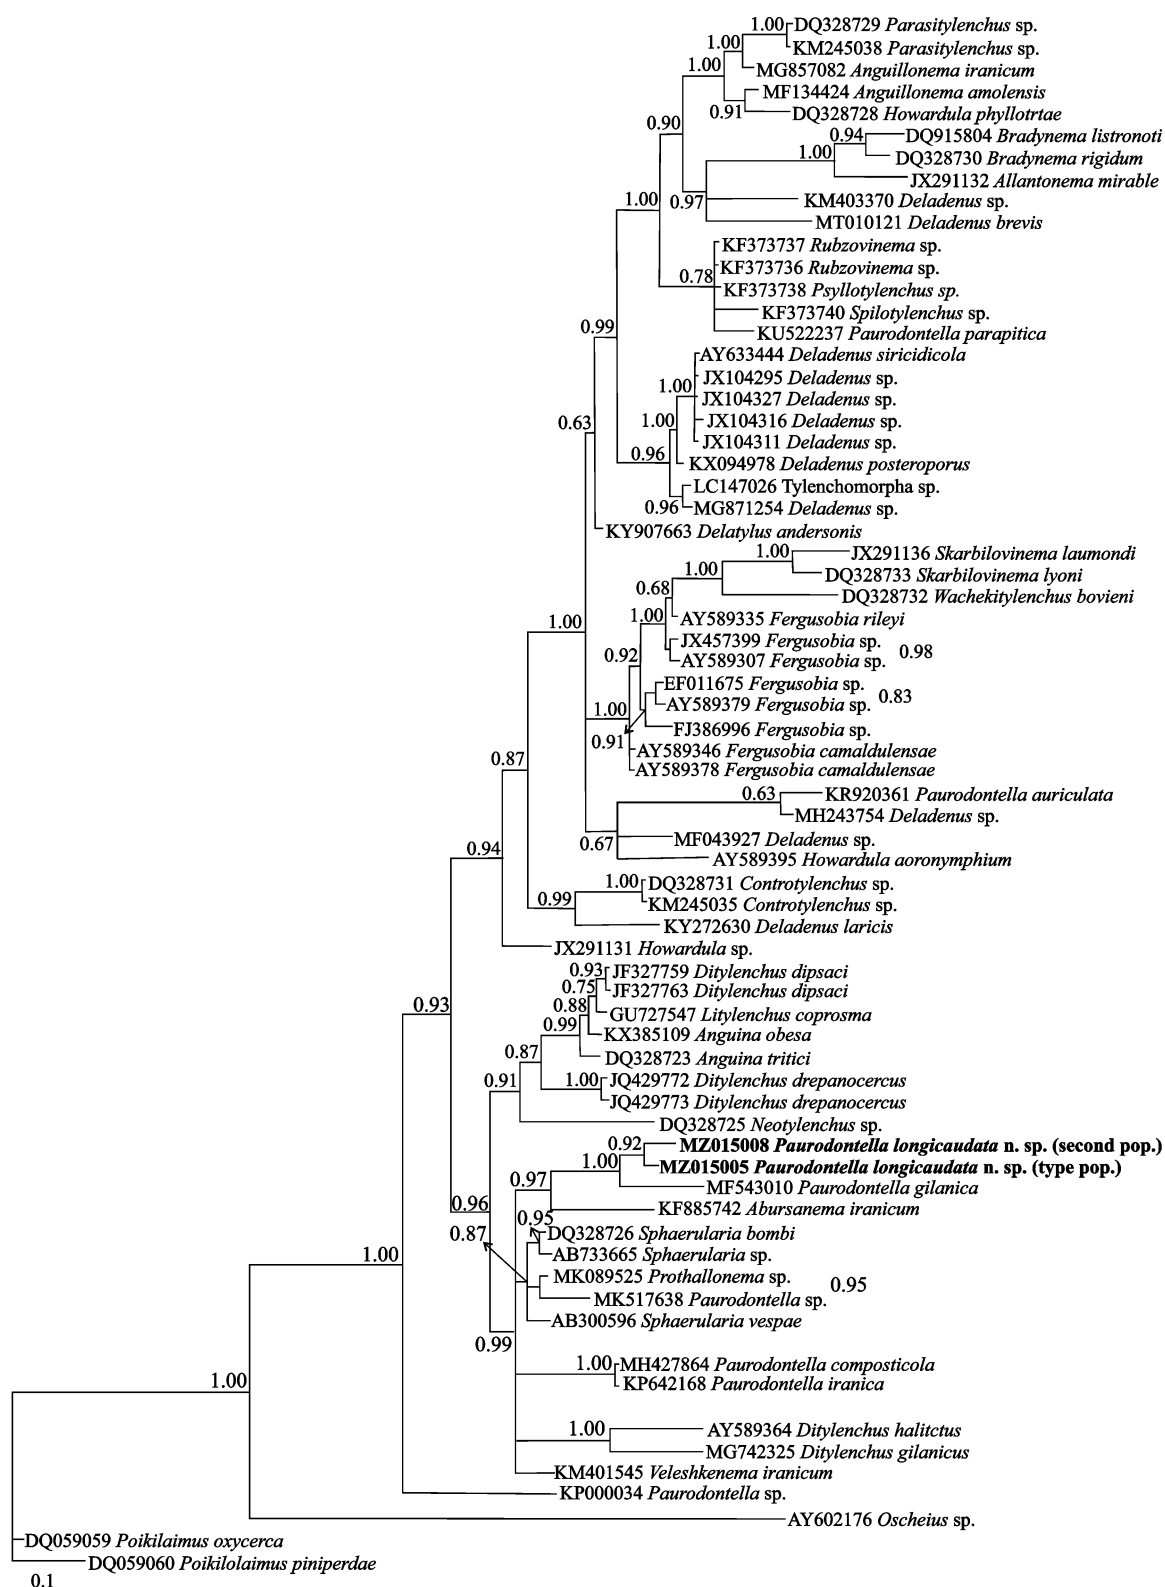 1.00 DQ328729 Parasitylenchus sp.
1.00 KM245038 Parasitylenchus sp.
1.00 MG857082 Anguillonema iranicum
MF134424 Anguillonema amolensis
0.91 DQ328728 Howardula phyllotrtae
0.90 0.94 DQ915804 Bradynema listronoti
1.00 DQ328730 Bradynema rigidum
JX291132 Allantonema mirable
1.00 0.97 KM403370 Deladenus sp.
MT010121 Deladenus brevis
KF373737 Rubzovinema sp.
0.78 KF373736 Rubzovinema sp.
KF373738 Psyllotylenchus sp.
KF373740 Spilotylenchus sp.
0.99 KU522237 Paurodontella parapitica
AY633444 Deladenus siricidicola
JX104295 Deladenus sp.
1.00 JX104327 Deladenus sp.
1.00 JX104316 Deladenus sp.
0.63 JX104311 Deladenus sp.
0.96 KX094978 Deladenus posteroporus
LC147026 Tylenchomorpha sp.
0.96 MG871254 Deladenus sp.
KY907663 Delatylus andersonis
1.00 JX291136 Skarbilovinema laumondi
1.00 DQ328733 Skarbilovinema lyoni
0.68 DQ328732 Wachekitylenchus bovieni
1.00 1.00 AY589335 Fergusobia rileyi
JX457399 Fergusobia sp.
0.92 AY589307 Fergusobia sp. 0.98
EF011675 Fergusobia sp.
1.00 AY589379 Fergusobia sp. 0.83
FJ386996 Fergusobia sp.
0.91 AY589346 Fergusobia camaldulensae
0.87 AY589378 Fergusobia camaldulensae
0.63 KR920361 Paurodontella auriculata
MH243754 Deladenus sp.
0.67 MF043927 Deladenus sp.
0.94 AY589395 Howardula aoronymphium
1.00 DQ328731 Controtylenchus sp.
0.99 KM245035 Controtylenchus sp.
KY272630 Deladenus laricis
JX291131 Howardula sp.
0.93 JF327759 Ditylenchus dipsaci
0.75 JF327763 Ditylenchus dipsaci
0.93 0.88 GU727547 Litylenchus coprosma
0.99 KX385109 Anguina obesa
0.87 DQ328723 Anguina tritici
0.91 1.00 JQ429772 Ditylenchus drepanocercus
JQ429773 Ditylenchus drepanocercus
DQ328725 Neotylenchus sp.
0.92 MZ015008 Paurodontella longicaudata n. sp. (second pop.)
1.00 MZ015005 Paurodontella longicaudata n. sp. (type pop.)
0.97 MF543010 Paurodontella gilanica
0.96 KF885742 Abursanema iranicum
0.87 0.95 DQ328726 Sphaerularia bombi
1.00 AB733665 Sphaerularia sp.
MK089525 Prothallonema sp. 0.95
MK517638 Paurodontella sp.
AB300596 Sphaerularia vespae
0.99
1.00 MH427864 Paurodontella composticola
1.00 KP642168 Paurodontella iranica
1.00 AY589364 Ditylenchus halitctus
MG742325 Ditylenchus gilanicus
KM401545 Veleshkenema iranicum
KP000034 Paurodontella sp.
AY602176 Oscheius sp.
DQ059059 Poikilaimus oxycerca
DQ059060 Poikilolaimus piniperdae
0.1